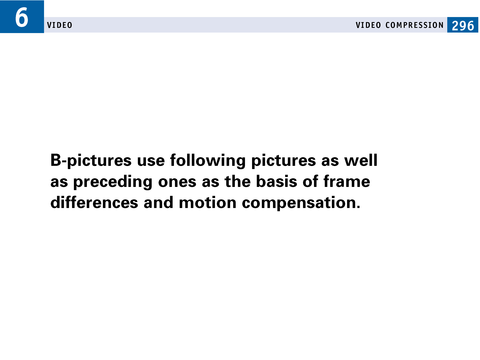 6
VIDEO
VIDEO COMPRESSION 296
B-pictures use following pictures as well
as preceding ones as the basis of frame
differences and motion compensation.